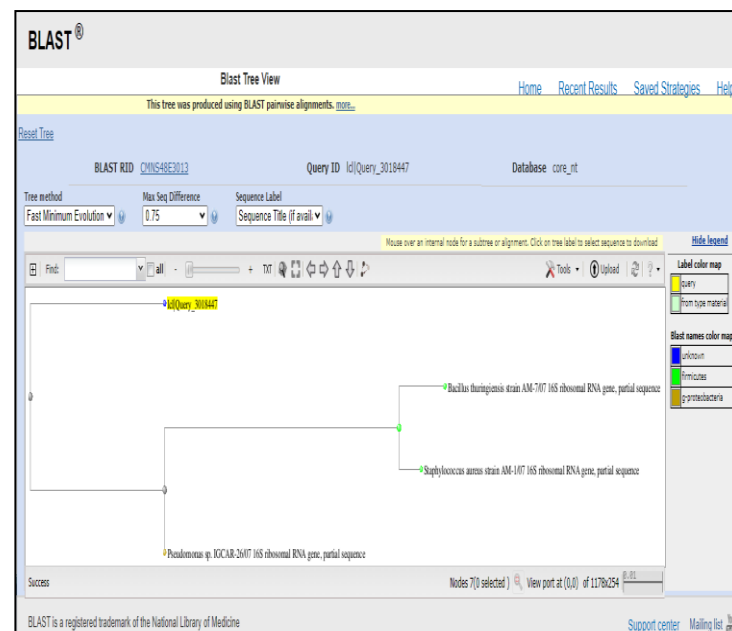 BLAST ®
Blast Tree View
Home Recent Results Saved Strategies Help
This tree was produced using BLAST pairwise alignments. more...
Reset Tree
BLAST RID CMNS48E3013 Query ID lcl|Query_3018447 Database core_nt
Tree method Max Seq Difference Sequence Label
Fast Minimum Evolution 0.75 Sequence Title (if avail
Mouse over an internal node for a subtree or alignment. Click on tree label to select sequence to download Hide legend
Find: all - + TXT Tools Upload ?
Label color map
query
from type material
Blast names color map
unknown
firmicutes
g-proteobacteria
lcl|Query_3018447
Bacillus thuringiensis strain AM-7/07 16S ribosomal RNA gene, partial sequence
Staphylococcus aureus strain AM-1/07 16S ribosomal RNA gene, partial sequence
Pseudomonas sp. IGCAR-26/07 16S ribosomal RNA gene, partial sequence
Success Nodes 7(0 selected) View port at (0,0) of 1178x254 0.01
BLAST is a registered trademark of the National Library of Medicine Support center Mailing list